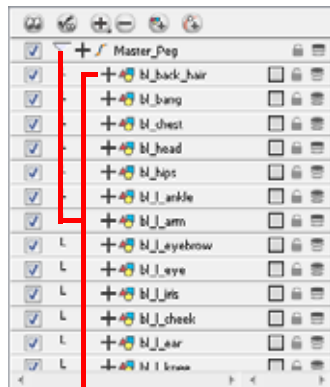 Master_Peg
bl_back_hair
bl_bang
bl_chest
bl_head
bl_hips
bl_l_ankle
bl_l_arm
bl_l_eyebrow
bl_l_eye
bl_l_iris
bl_l_cheek
bl_l_ear
bl_l_knee